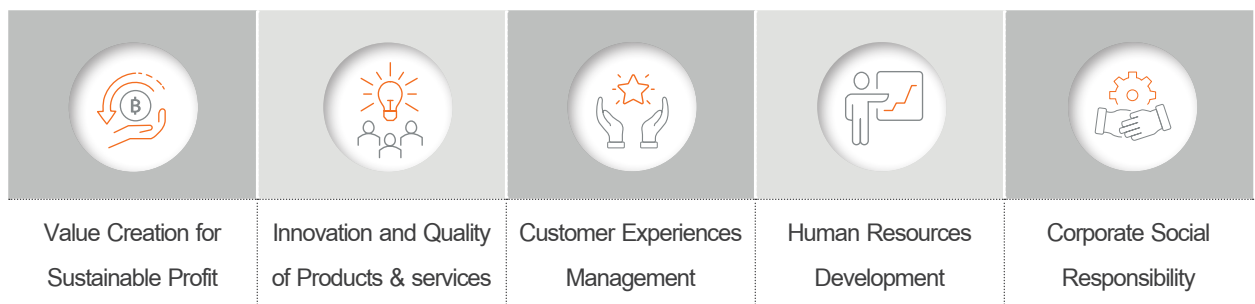 ฿
Value Creation for
Sustainable Profit
Innovation and Quality
of Products & services
Customer Experiences
Management
Human Resources
Development
Corporate Social
Responsibility